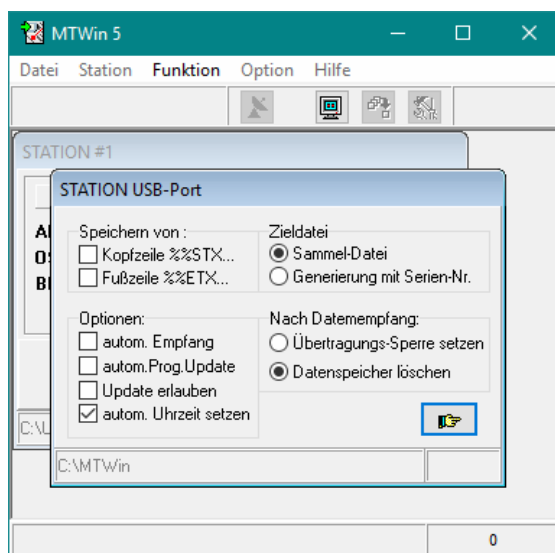 MTWin 5
Datei Station Funktion Option Hilfe
STATION #1
STATION USB-Port
Speichern von :
Kopfzeile %%STX...
Fußzeile %%ETX...
Zieldatei
Sammel-Datei
Generierung mit Serien-Nr.
Optionen:
autom. Empfang
autom.Prog.Update
Update erlauben
autom. Uhrzeit setzen
Nach Datemempfang:
Übertragungs-Sperre setzen
Datenspeicher löschen
C:\MTWin
0